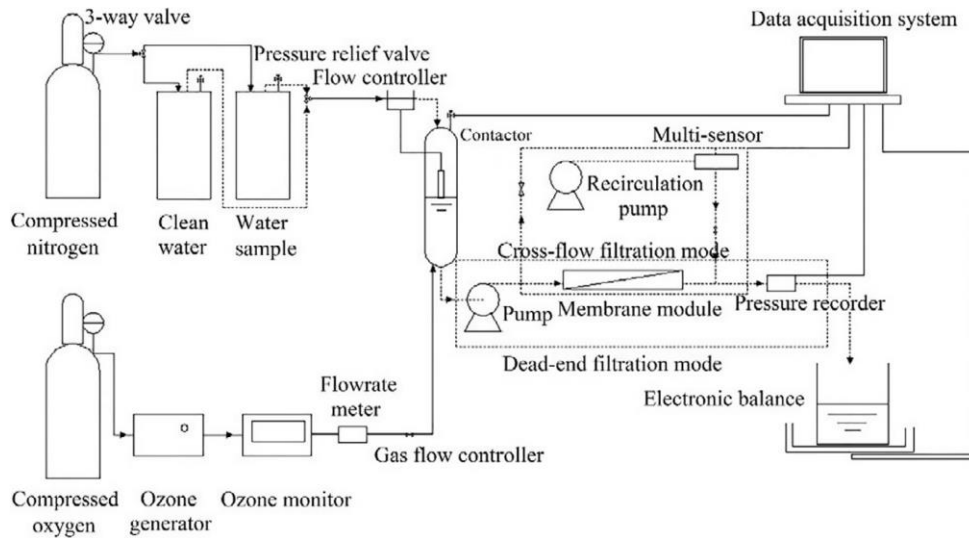 3-way valve
Data acquisition system
Pressure relief valve
Flow controller
Contactor
Multi-sensor
Recirculation
pump
Compressed
nitrogen
Clean
water
Water
sample
Cross-flow filtration mode
Pump
Membrane module
Pressure recorder
Dead-end filtration mode
Flowrate
meter
Electronic balance
Gas flow controller
Compressed
oxygen
Ozone
generator
Ozone monitor